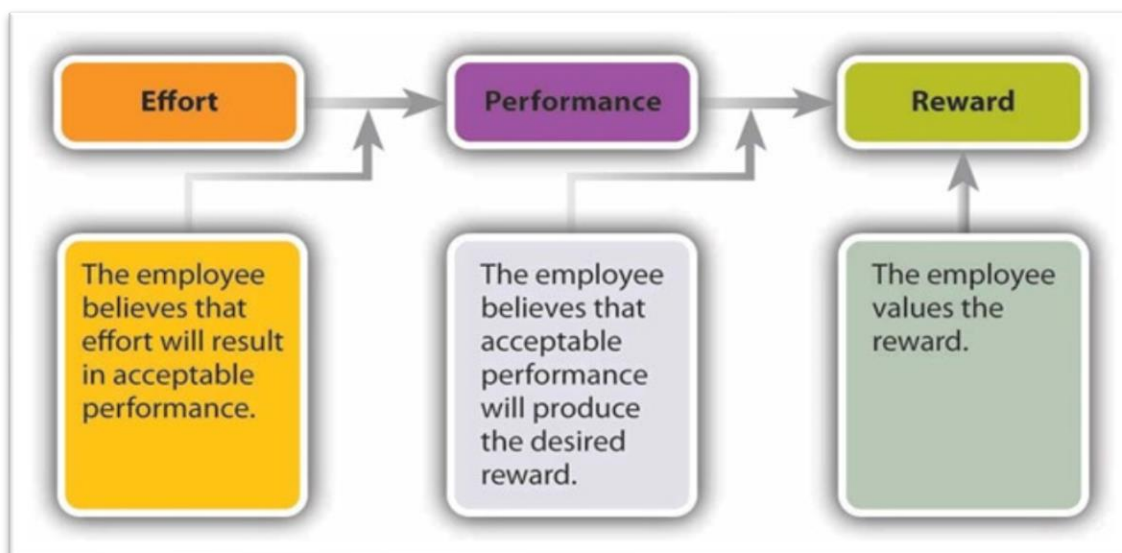 Effort
Performance
Reward
The employee
believes that
effort will result
in acceptable
performance.
The employee
believes that
acceptable
performance
will produce
the desired
reward.
The employee
values the
reward.